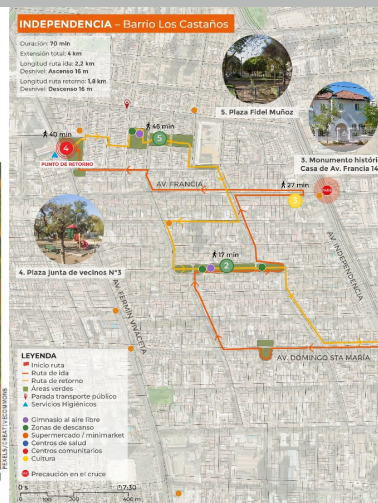 INDEPENDENCIA – Barrio Los Castaños
Duración: 70 min
Extensión total: 4 km
Longitud ruta ida: 2,2 km
Desnivel: Ascenso 16 m
Longitud ruta retorno: 1,8 km
Desnivel: Descenso 16 m
5. Plaza Fidel Muñoz
3. Monumento históri
Casa de Av. Francia 14
40 min
46 min
4
5
PUNTO DE RETORNO
AV. FRANCIA
27 min
3
4. Plaza junta de vecinos N°3
17 min
2
AV. INDEPENDENCIA
AV. FERMÍN VIVACETA
AV. DOMINGO STA MARÍA
LEYENDA
Inicio ruta
Ruta de ida
Ruta de retorno
Áreas verdes
Parada transporte público
Servicios Higiénicos
Gimnasio al aire libre
Zonas de descanso
Supermercado / minimarket
Centros de salud
Centros comunitarios
Cultura
Precaución en el cruce
PEXELS/CREATIVECOMMONS
0 s
7:30
0
100
200
400 m